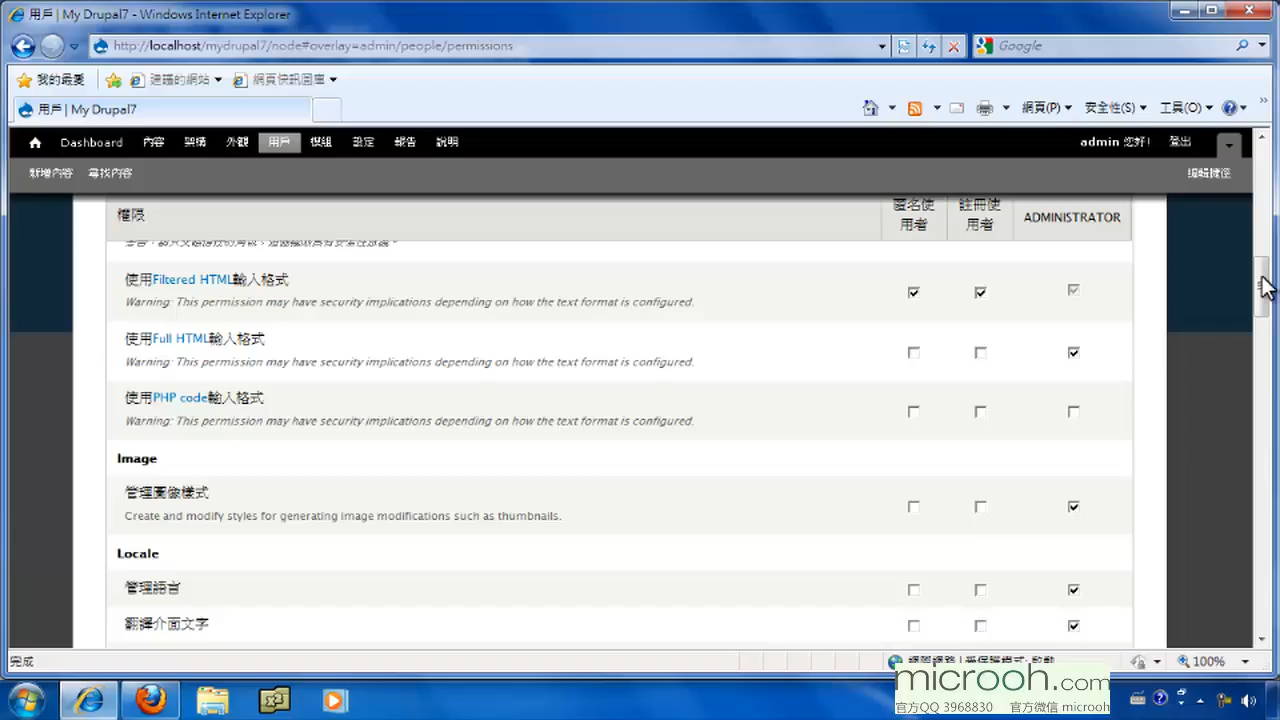 用戶 | My Drupal7 - Windows Internet Explorer
http://localhost/mydrupal7/node#overlay=admin/people/permissions
Google
我的最愛
建議的網站
網頁快訊圖庫
用戶 | My Drupal7
網頁(P)
安全性(S)
工具(O)
Dashboard 內容 架構 外觀 用戶 模組 設定 報告 說明
admin 您好!
登出
新增內容 尋找內容
編輯捷徑
權限
匿名使用者
註冊使用者
ADMINISTRATOR
使用Filtered HTML輸入格式
Warning: This permission may have security implications depending on how the text format is configured.
使用Full HTML輸入格式
Warning: This permission may have security implications depending on how the text format is configured.
使用PHP code輸入格式
Warning: This permission may have security implications depending on how the text format is configured.
Image
管理圖像樣式
Create and modify styles for generating image modifications such as thumbnails.
Locale
管理語言
翻譯介面文字
完成
100%
microoh.com
官方QQ 3968830 官方微信 microoh